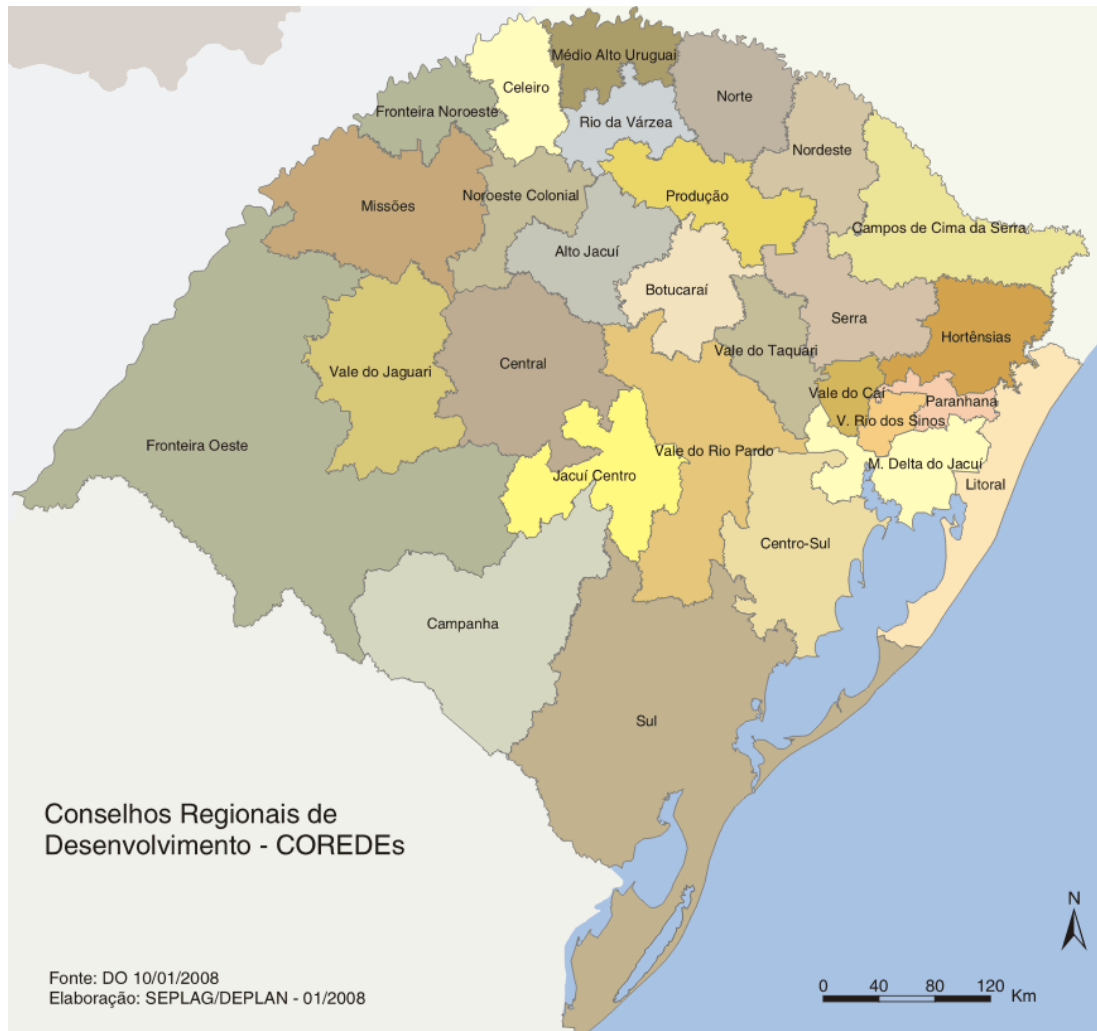 Médio Alto Uruguai
Celeiro
Norte
Fronteira Noroeste
Rio da Várzea
Nordeste
Noroeste Colonial
Produção
Missões
Campos de Cima da Serra
Alto Jacuí
Botucaraí
Serra
Hortênsias
Vale do Taquari
Central
Vale do Jaguari
Vale do Caí
Paranhana
V. Rio dos Sinos
Fronteira Oeste
Vale do Rio Pardo
M. Delta do Jacuí
Jacuí Centro
Litoral
Centro-Sul
Campanha
Sul
Conselhos Regionais de
Desenvolvimento - COREDEs
N
Fonte: DO 10/01/2008
Elaboração: SEPLAG/DEPLAN - 01/2008
0 40 80 120
Km